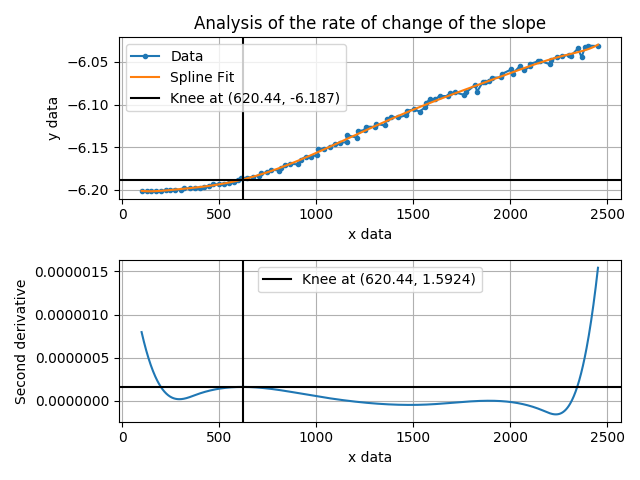 Analysis of the rate of change of the slope
Data
Spline Fit
Knee at (620.44, -6.187)
−6.05
−6.10
−6.15
−6.20
y data
0 500 1000 1500 2000 2500
x data
Knee at (620.44, 1.5924)
0.0000015
0.0000010
0.0000005
0.0000000
Second derivative
0 500 1000 1500 2000 2500
x data